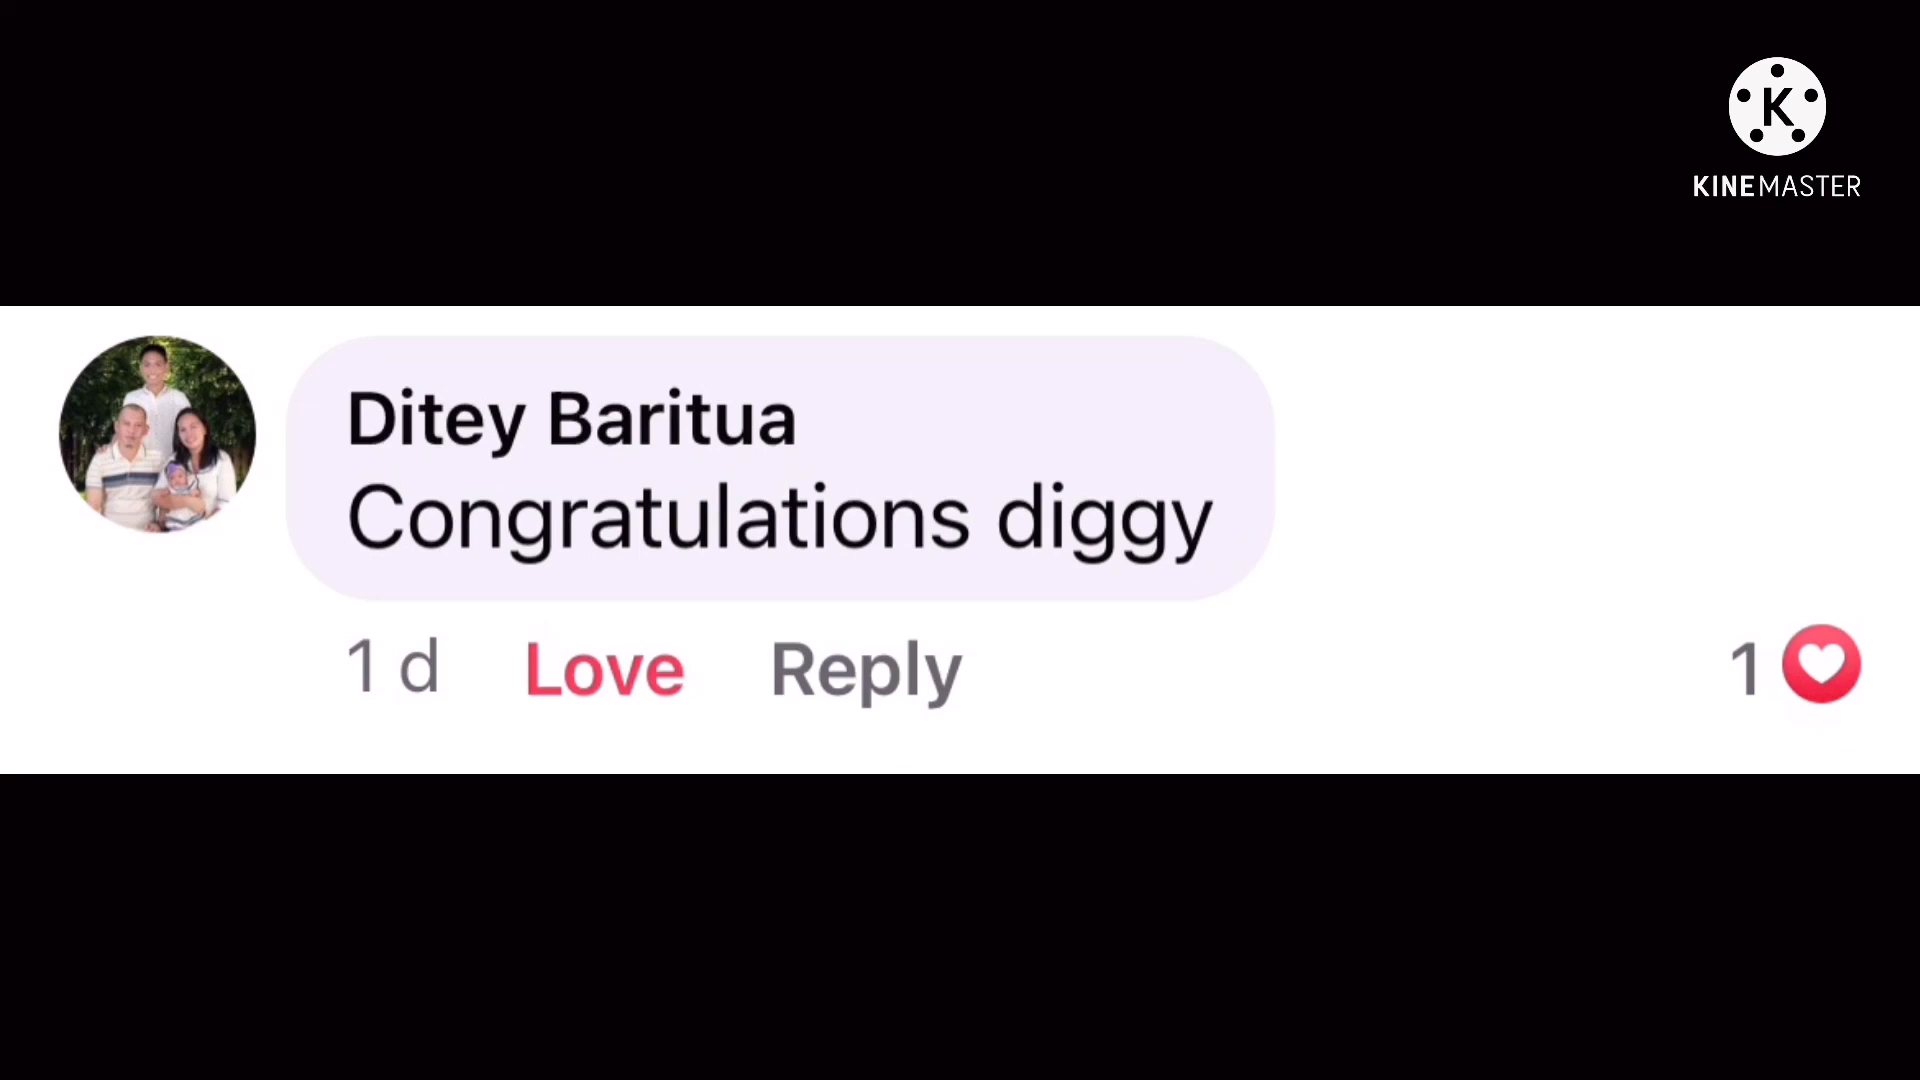 K
KINEMASTER
Ditey Baritua
Congratulations diggy
1 d Love Reply 1